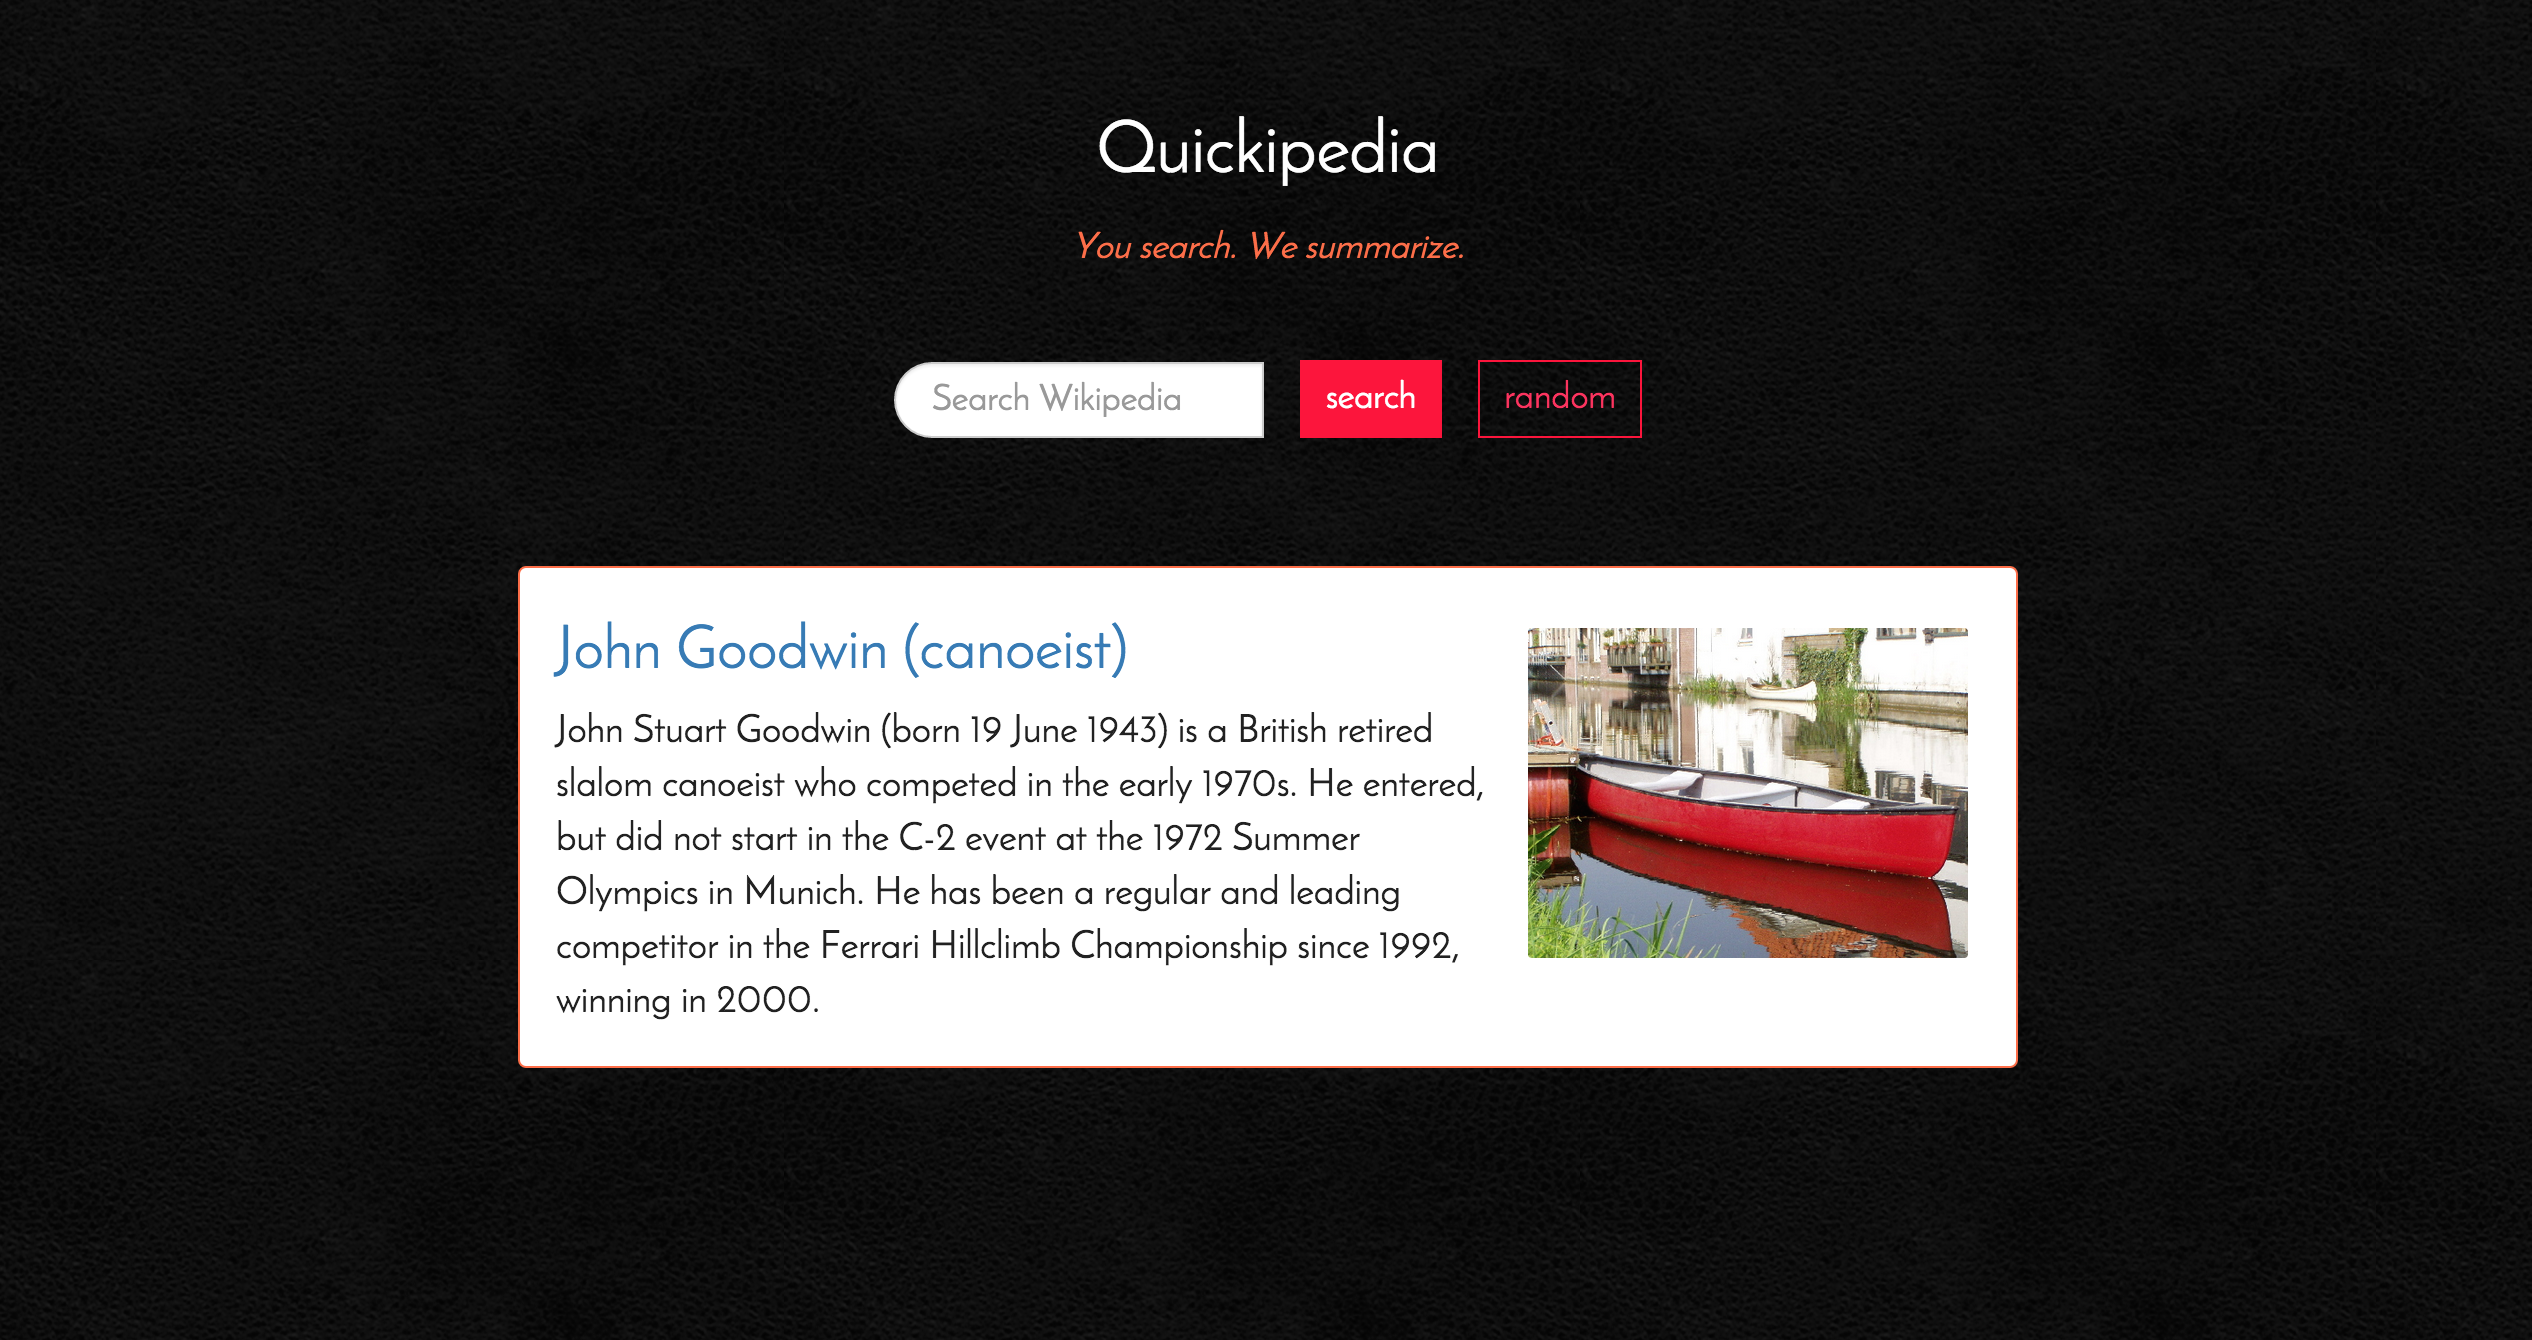 Quickipedia
You search. We summarize.
Search Wikipedia
search
random
John Goodwin (canoeist)
John Stuart Goodwin (born 19 June 1943) is a British retired
slalom canoeist who competed in the early 1970s. He entered,
but did not start in the C-2 event at the 1972 Summer
Olympics in Munich. He has been a regular and leading
competitor in the Ferrari Hillclimb Championship since 1992,
winning in 2000.